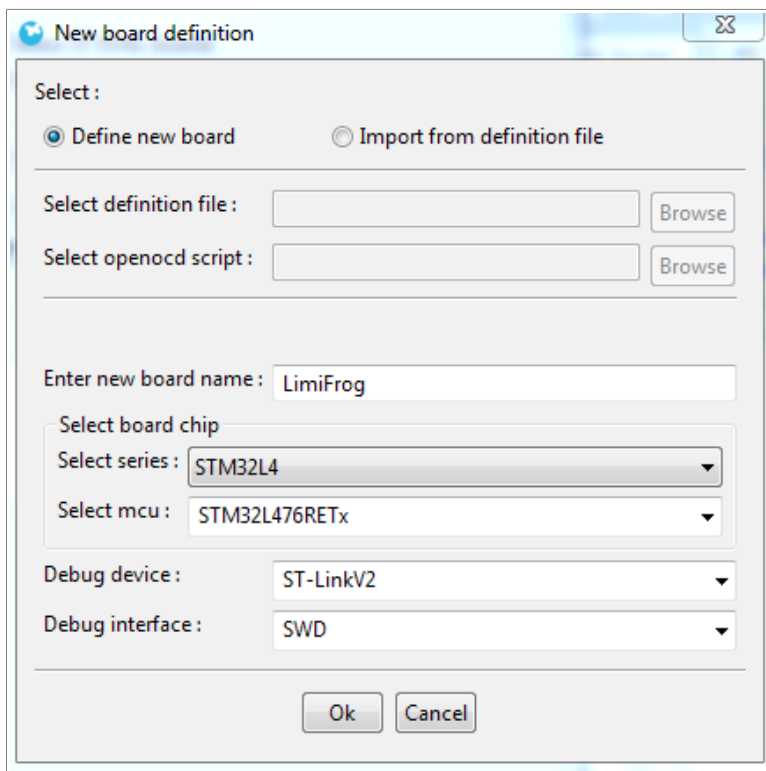 New board definition
Select :
Define new board Import from definition file
Select definition file : Browse
Select openocd script : Browse
Enter new board name : LimiFrog
Select board chip
Select series : STM32L4
Select mcu : STM32L476RETx
Debug device : ST-LinkV2
Debug interface : SWD
Ok Cancel